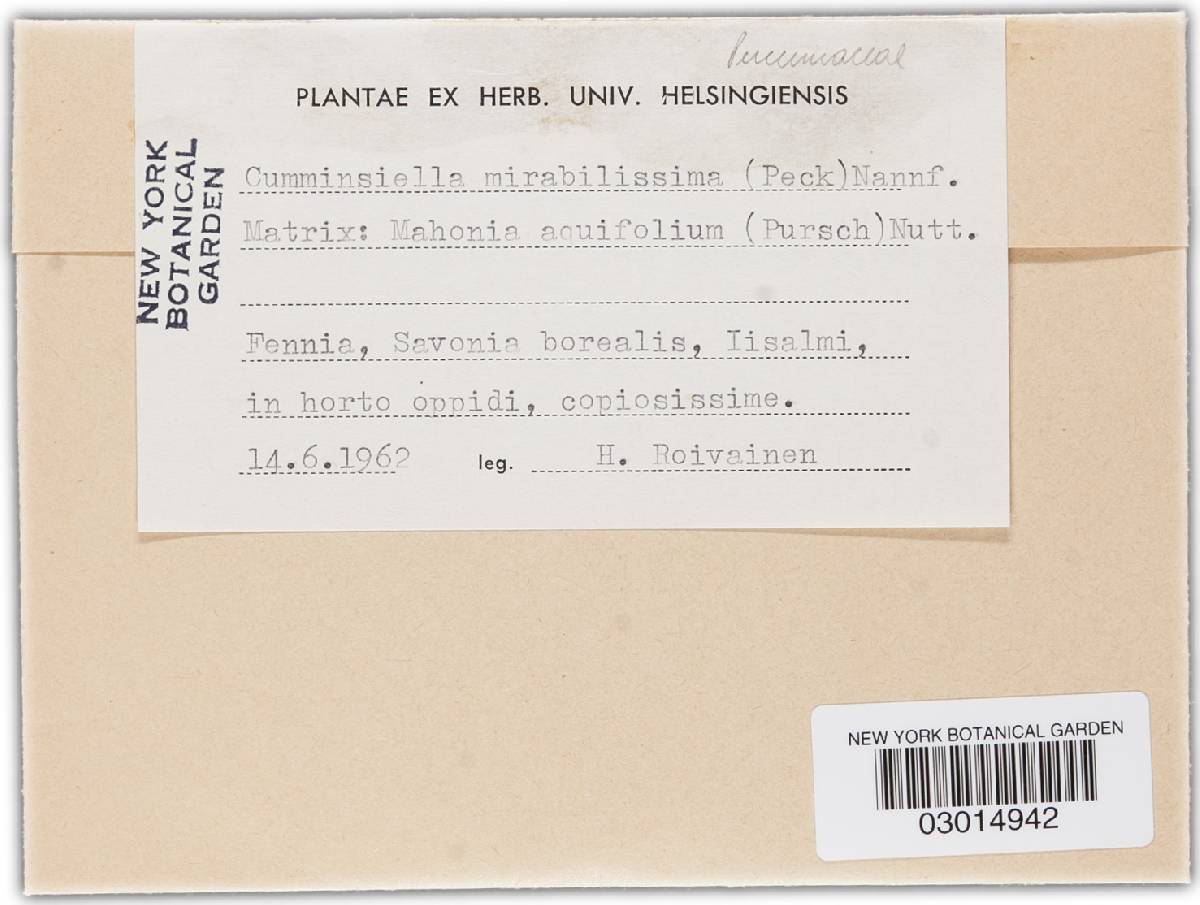 Pucciniaceae
PLANTAE EX HERB. UNIV. HELSINGIENSIS
NEW YORK
BOTANICAL
GARDEN
Cumminsiella mirabilissima (Peck)Nannf.
Matrix: Mahonia aquifolium (Pursch)Nutt.
Fennia, Savonia borealis, Iisalmi,
in horto oppidi, copiosissime.
14.6.1962 leg. H. Roivainen
NEW YORK BOTANICAL GARDEN
03014942